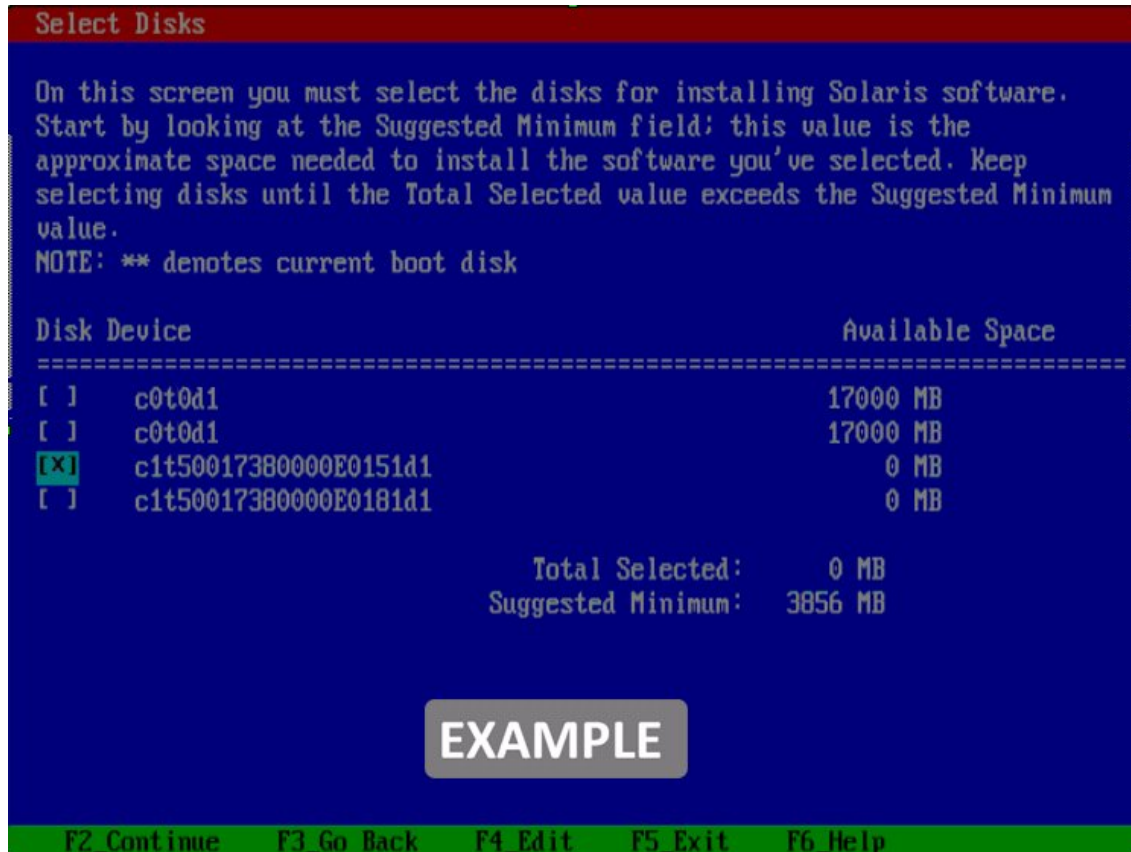 Select Disks
On this screen you must select the disks for installing Solaris software.
Start by looking at the Suggested Minimum field; this value is the
approximate space needed to install the software you've selected. Keep
selecting disks until the Total Selected value exceeds the Suggested Minimum
value.
NOTE: ** denotes current boot disk
Disk Device Available Space
=============================================================================
[ ] c0t0d1 17000 MB
[ ] c0t0d1 17000 MB
[X] c1t50017380000E0151d1 0 MB
[ ] c1t50017380000E0181d1 0 MB
Total Selected: 0 MB
Suggested Minimum: 3856 MB
EXAMPLE
F2_Continue F3_Go Back F4_Edit F5_Exit F6_Help